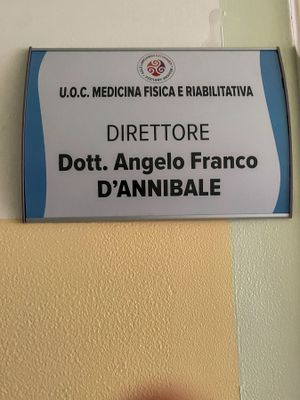 U.O.C. MEDICINA FISICA E RIABILITATIVA
DIRETTORE
Dott. Angelo Franco
D'ANNIBALE